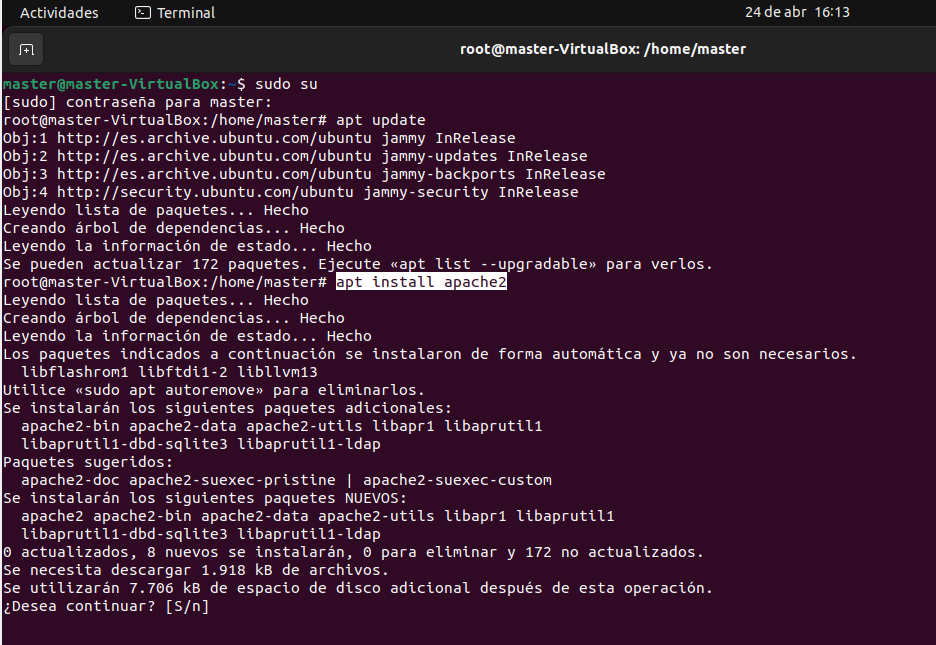 Actividades Terminal 24 de abr 16:13
root@master-VirtualBox: /home/master
master@master-VirtualBox:~$ sudo su
[sudo] contraseña para master:
root@master-VirtualBox:/home/master# apt update
Obj:1 http://es.archive.ubuntu.com/ubuntu jammy InRelease
Obj:2 http://es.archive.ubuntu.com/ubuntu jammy-updates InRelease
Obj:3 http://es.archive.ubuntu.com/ubuntu jammy-backports InRelease
Obj:4 http://security.ubuntu.com/ubuntu jammy-security InRelease
Leyendo lista de paquetes... Hecho
Creando árbol de dependencias... Hecho
Leyendo la información de estado... Hecho
Se pueden actualizar 172 paquetes. Ejecute «apt list --upgradable» para verlos.
root@master-VirtualBox:/home/master# apt install apache2
Leyendo lista de paquetes... Hecho
Creando árbol de dependencias... Hecho
Leyendo la información de estado... Hecho
Los paquetes indicados a continuación se instalaron de forma automática y ya no son necesarios.
  libflashrom1 libftdi1-2 libllvm13
Utilice «sudo apt autoremove» para eliminarlos.
Se instalarán los siguientes paquetes adicionales:
  apache2-bin apache2-data apache2-utils libapr1 libaprutil1
  libaprutil1-dbd-sqlite3 libaprutil1-ldap
Paquetes sugeridos:
  apache2-doc apache2-suexec-pristine | apache2-suexec-custom
Se instalarán los siguientes paquetes NUEVOS:
  apache2 apache2-bin apache2-data apache2-utils libapr1 libaprutil1
  libaprutil1-dbd-sqlite3 libaprutil1-ldap
0 actualizados, 8 nuevos se instalarán, 0 para eliminar y 172 no actualizados.
Se necesita descargar 1.918 kB de archivos.
Se utilizarán 7.706 kB de espacio de disco adicional después de esta operación.
¿Desea continuar? [S/n]